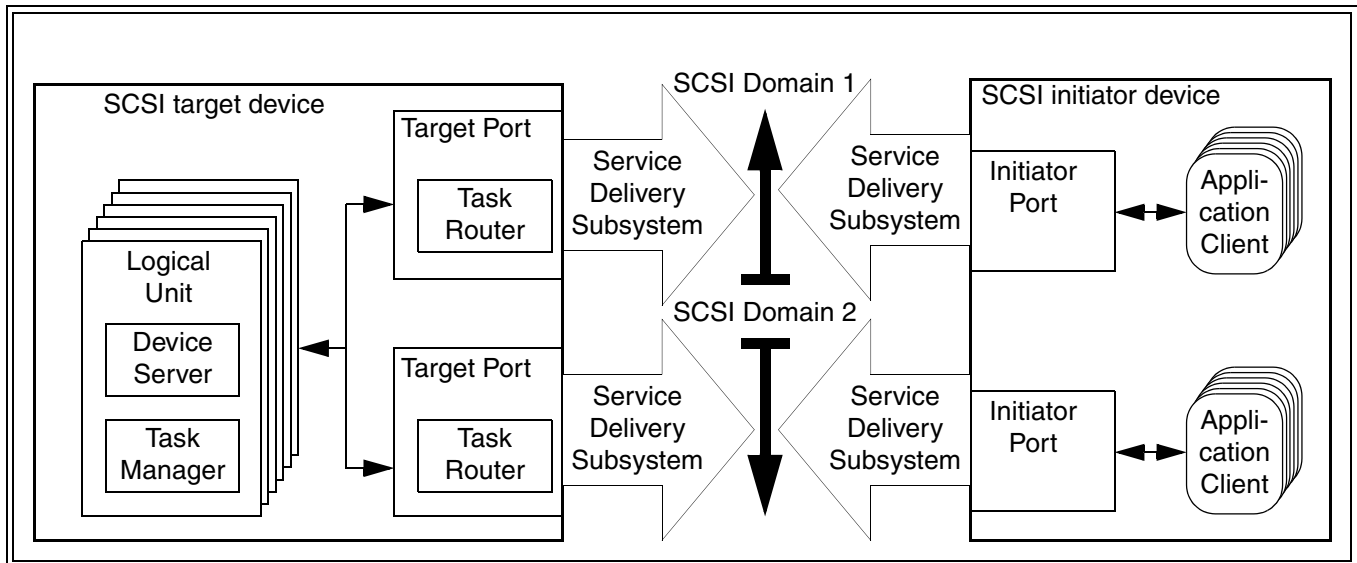 SCSI target device
Logical
Unit
Device
Server
Task
Manager
Target Port
Task
Router
Target Port
Task
Router
Service
Delivery
Subsystem
Service
Delivery
Subsystem
SCSI Domain 1
SCSI Domain 2
Service
Delivery
Subsystem
Service
Delivery
Subsystem
SCSI initiator device
Initiator
Port
Appli-
cation
Client
Initiator
Port
Appli-
cation
Client